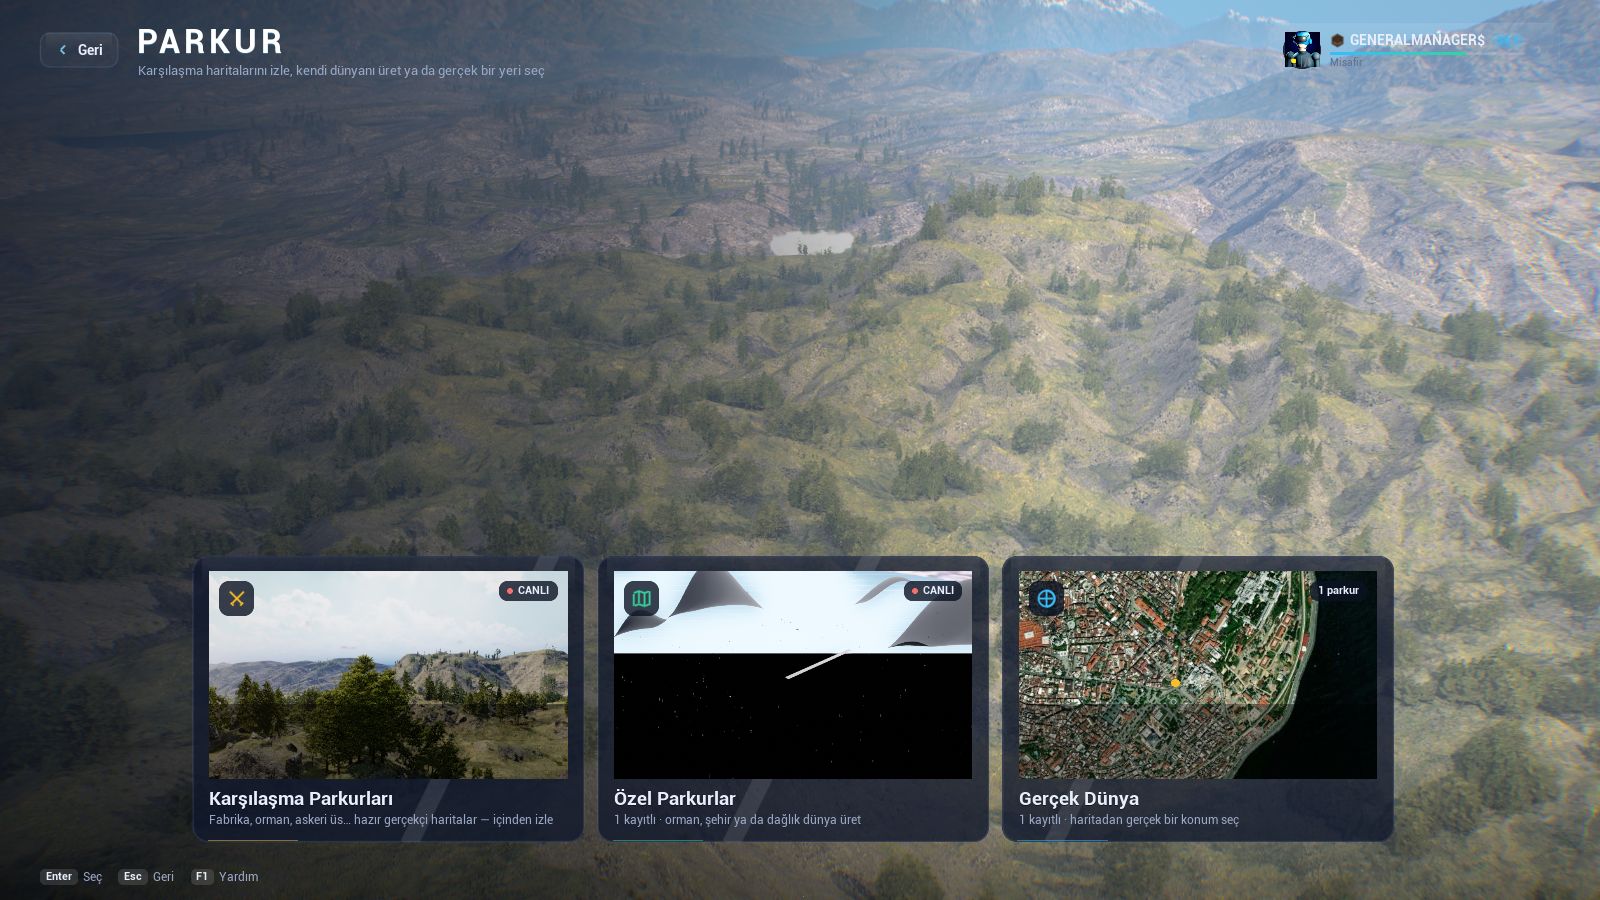 Geri
PARKUR
Karşılaşma haritalarını izle, kendi dünyanı üret ya da gerçek bir yeri seç
GENERALMANAGER$
Misafir
CANLI
Karşılaşma Parkurları
Fabrika, orman, askeri üs... hazır gerçekçi haritalar — içinden izle
CANLI
Özel Parkurlar
1 kayıtlı · orman, şehir ya da dağlık dünya üret
1 parkur
Gerçek Dünya
1 kayıtlı · haritadan gerçek bir konum seç
Enter Seç Esc Geri F1 Yardım